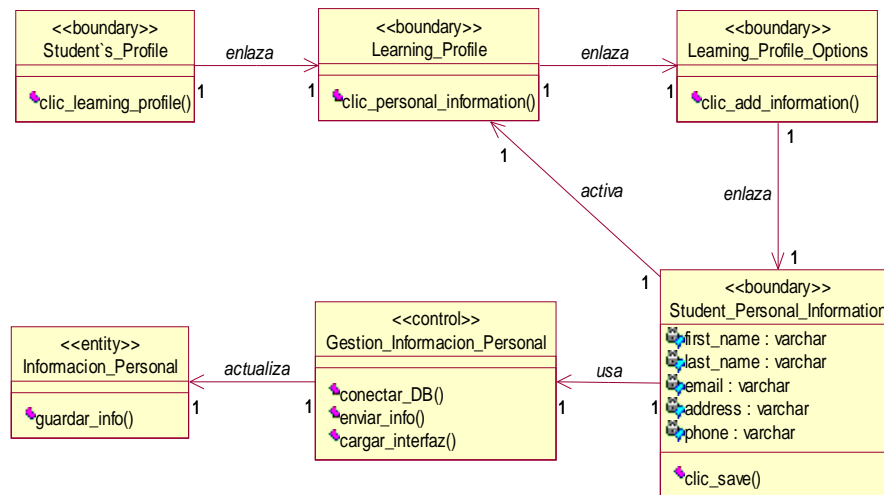 <<boundary>>
Student`s_Profile
clic_learning_profile()
enlaza
1
1
<<boundary>>
Learning_Profile
clic_personal_information()
enlaza
1
1
<<boundary>>
Learning_Profile_Options
clic_add_information()
1
enlaza
1
1
activa
1
<<boundary>>
Student_Personal_Information
first_name : varchar
last_name : varchar
email : varchar
address : varchar
phone : varchar
clic_save()
usa
1
1
<<control>>
Gestion_Informacion_Personal
conectar_DB()
enviar_info()
cargar_interfaz()
actualiza
1
1
<<entity>>
Informacion_Personal
guardar_info()